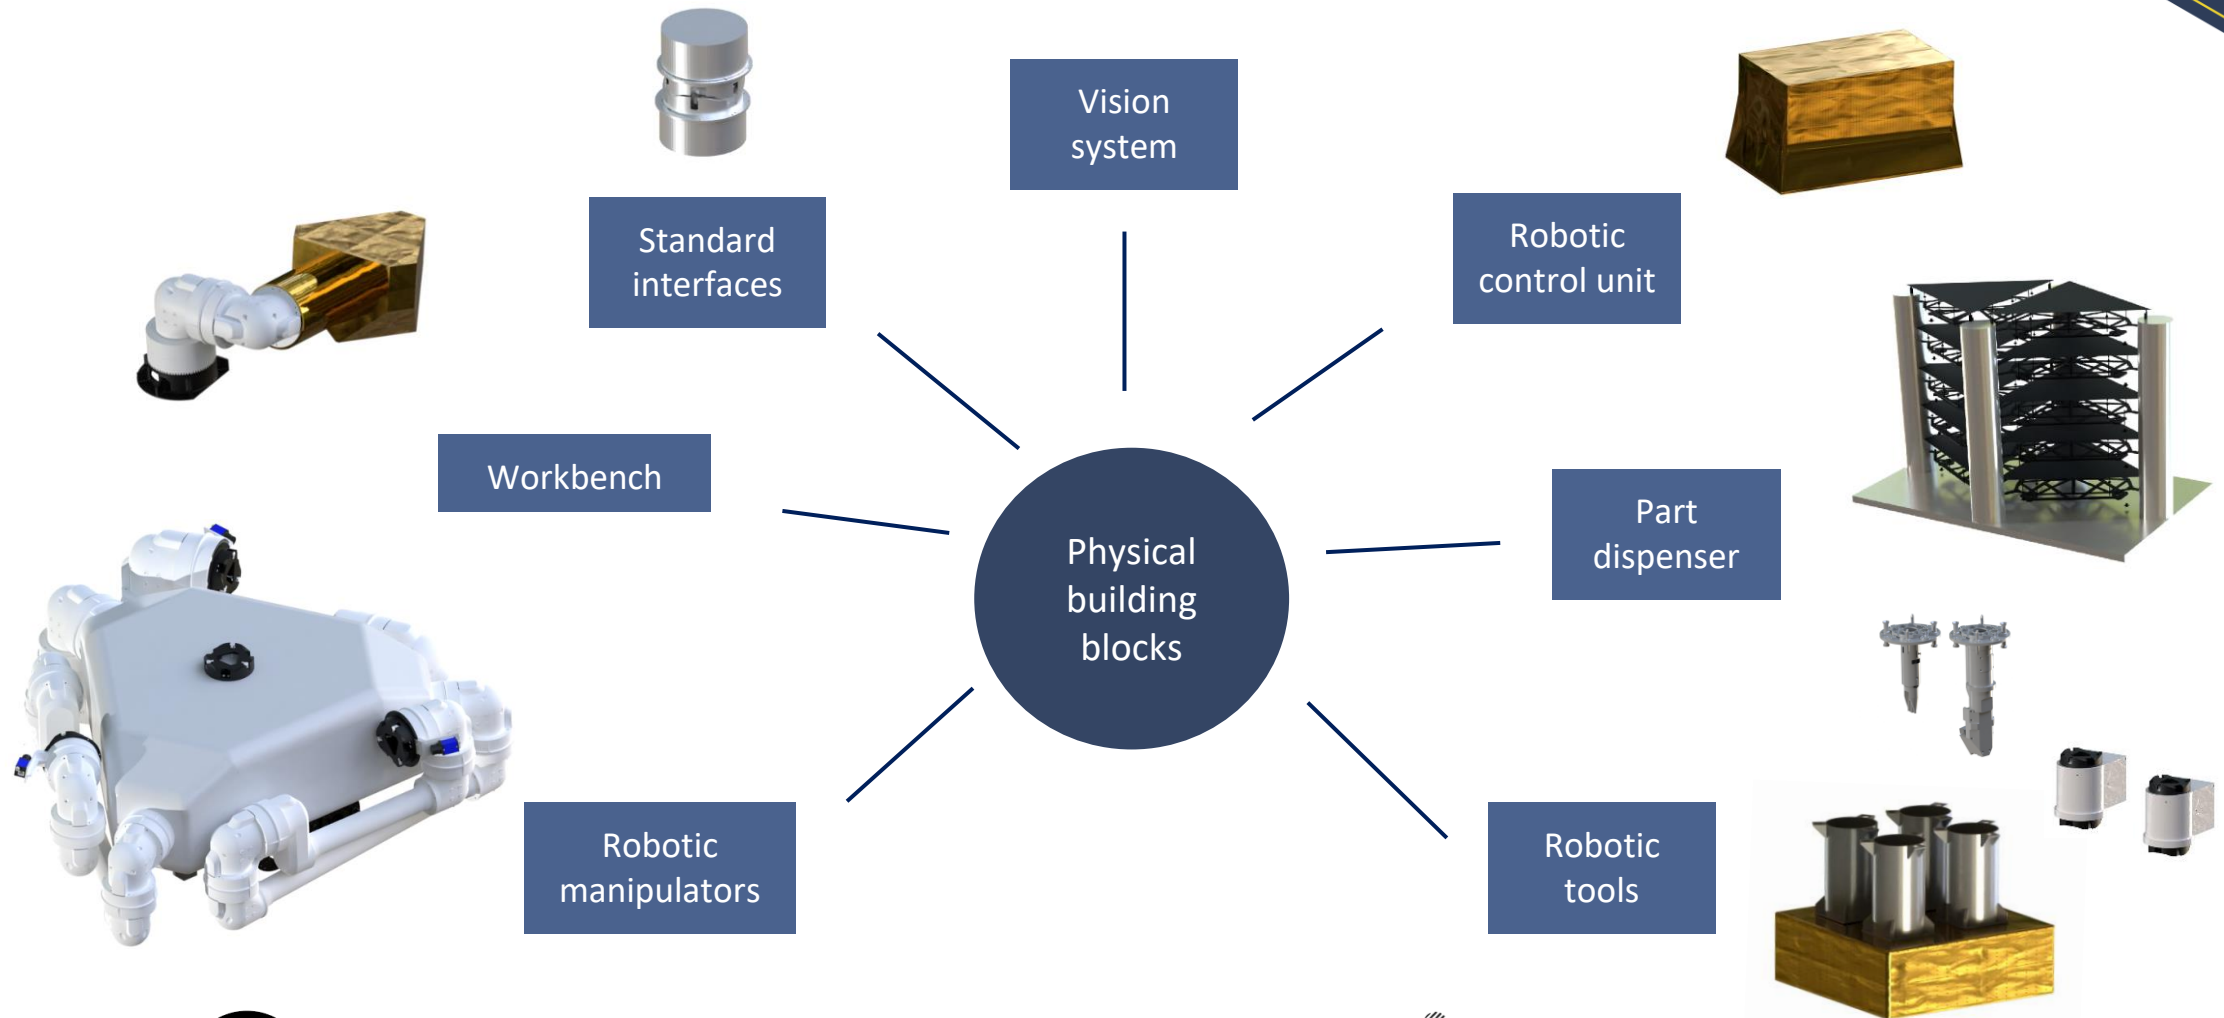 Vision
system
Standard
interfaces
Robotic
control unit
Workbench
Part
dispenser
Physical
building
blocks
Robotic
manipulators
Robotic
tools